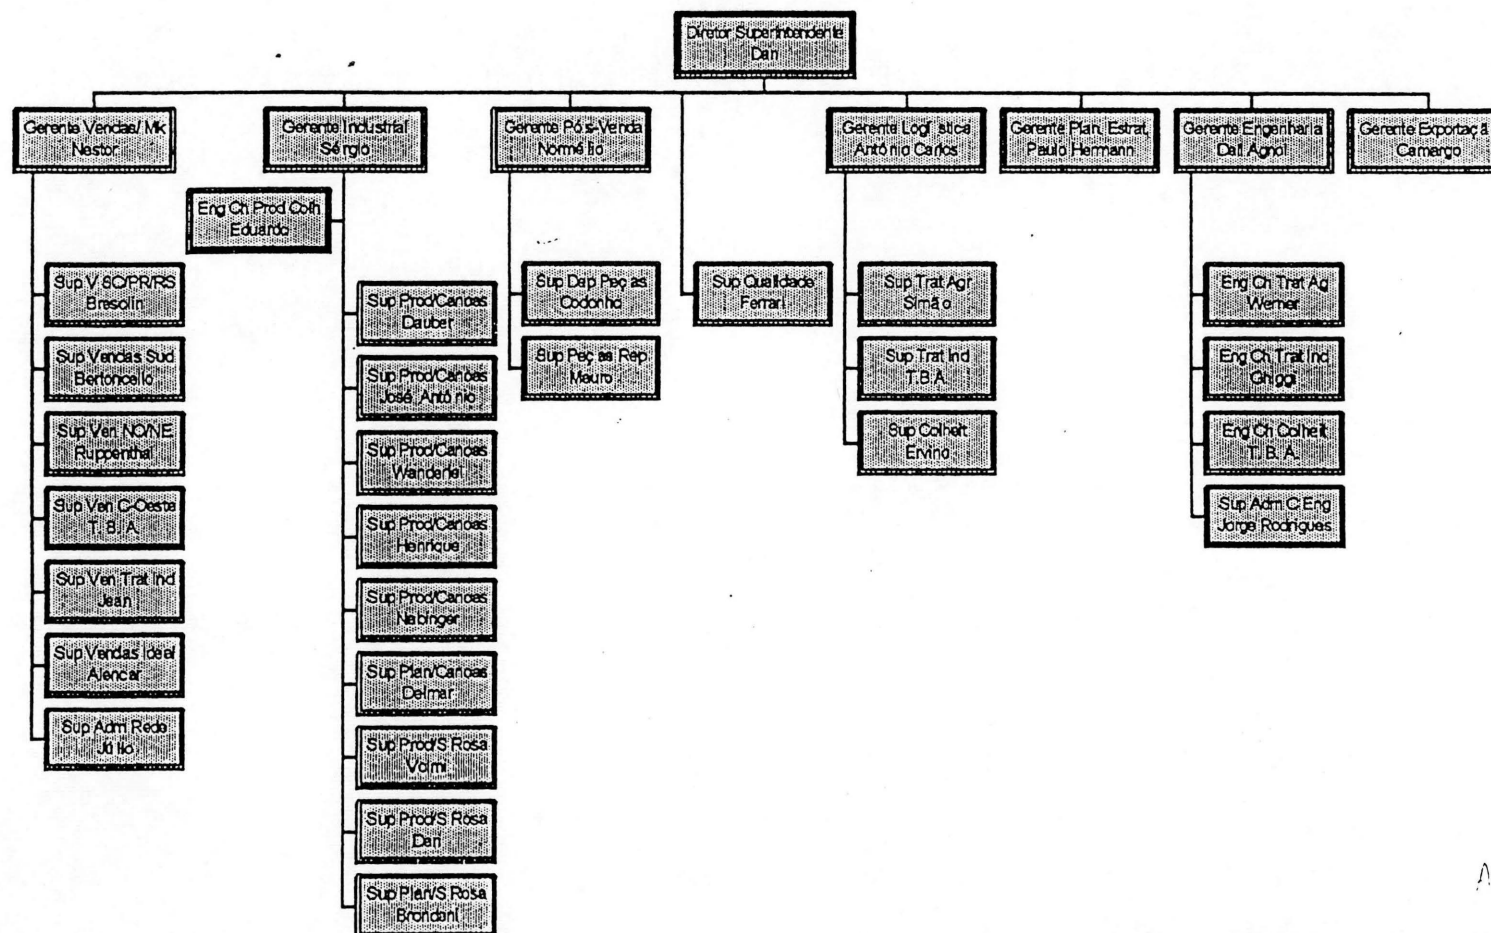 Diretor Superintendente
Dan
Gerente Vendas/ Mk
Nestor
Gerente Industrial
Sérgio
Gerente Pós-Venda
Normélio
Gerente Logística
Antônio Carlos
Gerente Plan. Estrat.
Paulo Hermann
Gerente Engenharia
Dall Agnol
Gerente Exportaçã
Camargo
Eng Ch Prod Colh
Eduardo
Sup V SC/PR/RS
Bresolin
Sup Vendas Sud
Bertoncello
Sup Ven NO/NE
Ruppenthal
Sup Ven C-Oeste
T. B. A.
Sup Ven Trat Ind
Jean
Sup Vendas Ideal
Alencar
Sup Adm Rede
Júlio
Sup Prod/Canoas
Dauber
Sup Prod/Canoas
José Antônio
Sup Prod/Canoas
Wanderlei
Sup Prod/Canoas
Henrique
Sup Prod/Canoas
Nabinger
Sup Plan/Canoas
Delmar
Sup Prod/S Rosa
Volmi
Sup Prod/S Rosa
Dari
Sup Plan/S Rosa
Brondani
Sup Dep Peças
Codonho
Sup Peças Rep
Mauro
Sup Qualidade
Ferrari
Sup Trat Agr
Simão
Sup Trat Ind
T.B.A.
Sup Colheit
Ervino
Eng Ch Trat Ag
Werner
Eng Ch Trat Ind
Ghiggi
Eng Ch Colheit
T. B. A.
Sup Adm C Eng
Jorge Rodrigues